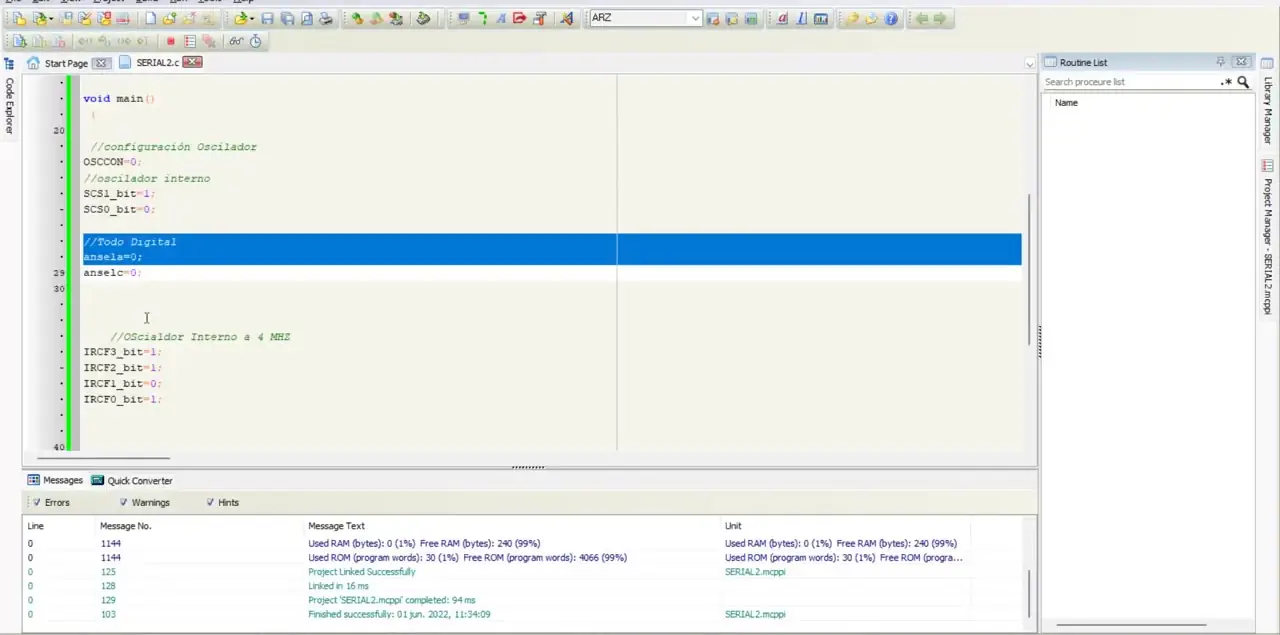 ARZ
Start Page
SERIAL2.c
Code Explorer
void main()
{
20
//configuración Oscilador
OSCCON=0;
//oscilador interno
SCS1_bit=1;
SCS0_bit=0;
//Todo Digital
ansela=0;
29
anselc=0;
30
//OScialdor Interno a 4 MHZ
IRCF3_bit=1;
IRCF2_bit=1;
IRCF1_bit=0;
IRCF0_bit=1;
40
Routine List
Search proceure list
.*
Name
Library Manager
Project Manager - SERIAL2.mcppi
Messages
Quick Converter
Errors
Warnings
Hints
Line
Message No.
Message Text
Unit
0 1144 Used RAM (bytes): 0 (1%) Free RAM (bytes): 240 (99%) Used RAM (bytes): 0 (1%) Free RAM (bytes): 240 (99%)
0 1144 Used ROM (program words): 30 (1%) Free ROM (program words): 4066 (99%) Used ROM (program words): 30 (1%) Free ROM (progra...
0 125 Project Linked Successfully SERIAL2.mcppi
0 128 Linked in 16 ms
0 129 Project 'SERIAL2.mcppi' completed: 94 ms
0 103 Finished successfully: 01 jun. 2022, 11:34:09 SERIAL2.mcppi